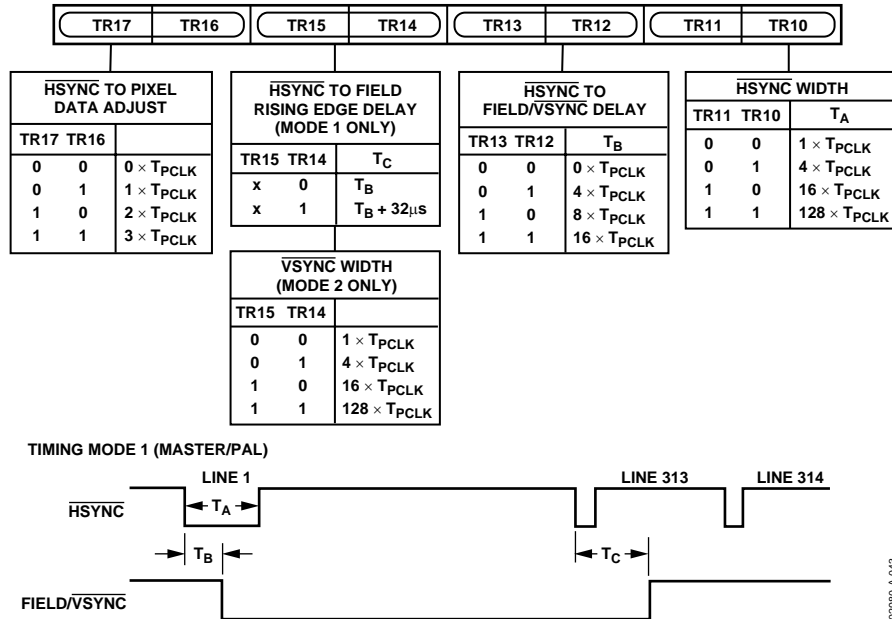 TR17 TR16 TR15 TR14 TR13 TR12 TR11 TR10
HSYNC TO PIXEL
DATA ADJUST
TR17 TR16
0 0 0 × TPCLK
0 1 1 × TPCLK
1 0 2 × TPCLK
1 1 3 × TPCLK
HSYNC TO FIELD
RISING EDGE DELAY
(MODE 1 ONLY)
TR15 TR14 TC
x 0 TB
x 1 TB + 32µs
VSYNC WIDTH
(MODE 2 ONLY)
TR15 TR14
0 0 1 × TPCLK
0 1 4 × TPCLK
1 0 16 × TPCLK
1 1 128 × TPCLK
HSYNC TO
FIELD/VSYNC DELAY
TR13 TR12 TB
0 0 0 × TPCLK
0 1 4 × TPCLK
1 0 8 × TPCLK
1 1 16 × TPCLK
HSYNC WIDTH
TR11 TR10 TA
0 0 1 × TPCLK
0 1 4 × TPCLK
1 0 16 × TPCLK
1 1 128 × TPCLK
TIMING MODE 1 (MASTER/PAL)
LINE 1 LINE 313 LINE 314
HSYNC
TA
TB
TC
FIELD/VSYNC